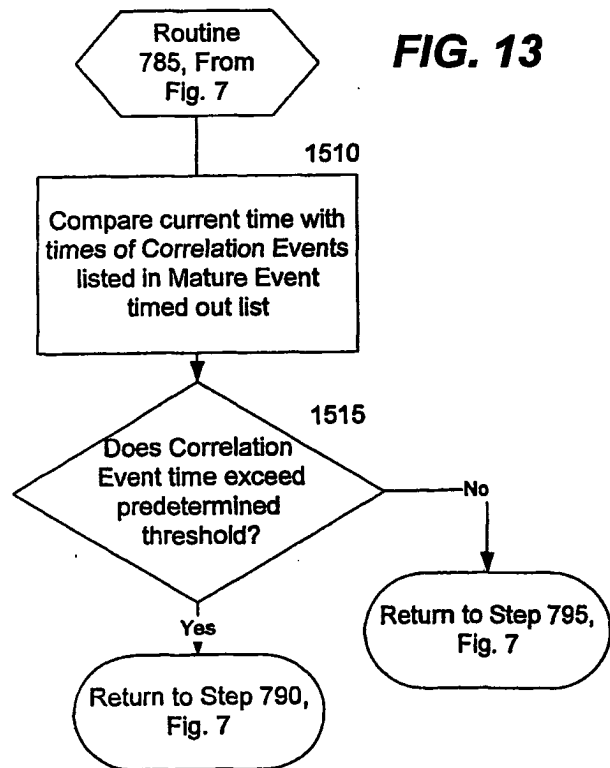 Routine
785, From
Fig. 7
FIG. 13
1510
Compare current time with
times of Correlation Events
listed in Mature Event
timed out list
1515
Does Correlation
Event time exceed
predetermined
threshold?
No
Return to Step 795,
Fig. 7
Yes
Return to Step 790,
Fig. 7